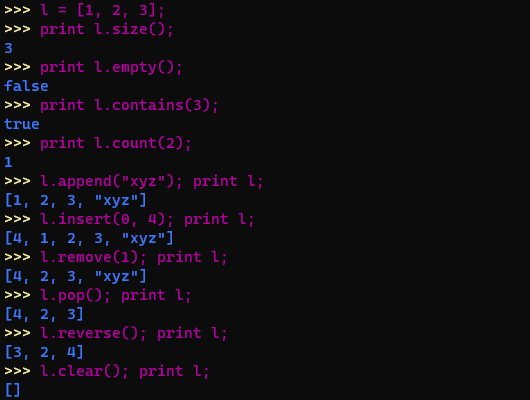 >>> l = [1, 2, 3];
>>> print l.size();
3
>>> print l.empty();
false
>>> print l.contains(3);
true
>>> print l.count(2);
1
>>> l.append("xyz"); print l;
[1, 2, 3, "xyz"]
>>> l.insert(0, 4); print l;
[4, 1, 2, 3, "xyz"]
>>> l.remove(1); print l;
[4, 2, 3, "xyz"]
>>> l.pop(); print l;
[4, 2, 3]
>>> l.reverse(); print l;
[3, 2, 4]
>>> l.clear(); print l;
[]